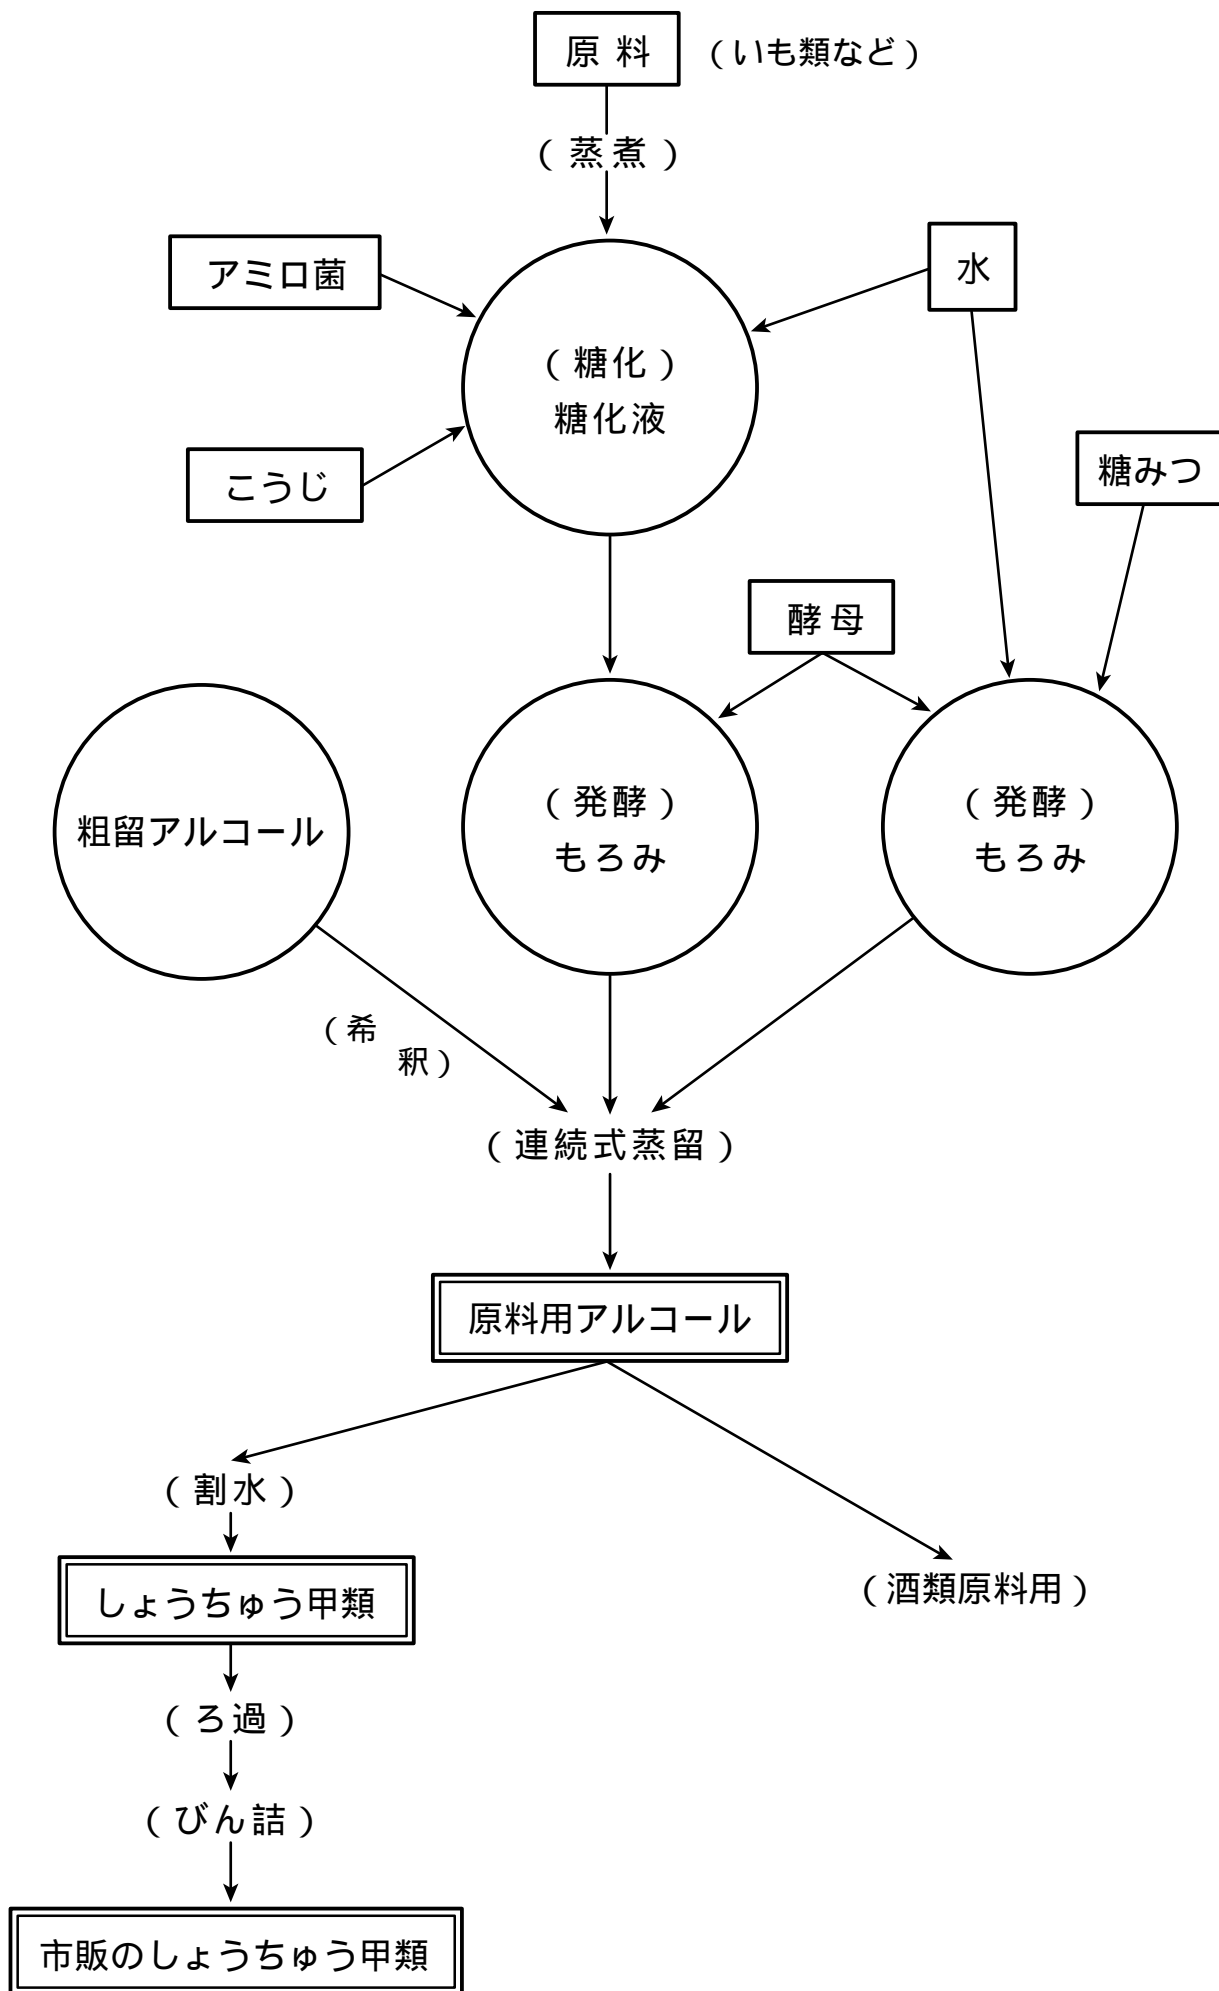 原料 （いも類など）
（蒸煮）
アミロ菌
水
（糖化）
糖化液
こうじ
糖みつ
酵母
粗留アルコール
（発酵）
もろみ
（発酵）
もろみ
（希
釈）
（連続式蒸留）
原料用アルコール
（割水）
しょうちゅう甲類
（酒類原料用）
（ろ過）
（びん詰）
市販のしょうちゅう甲類